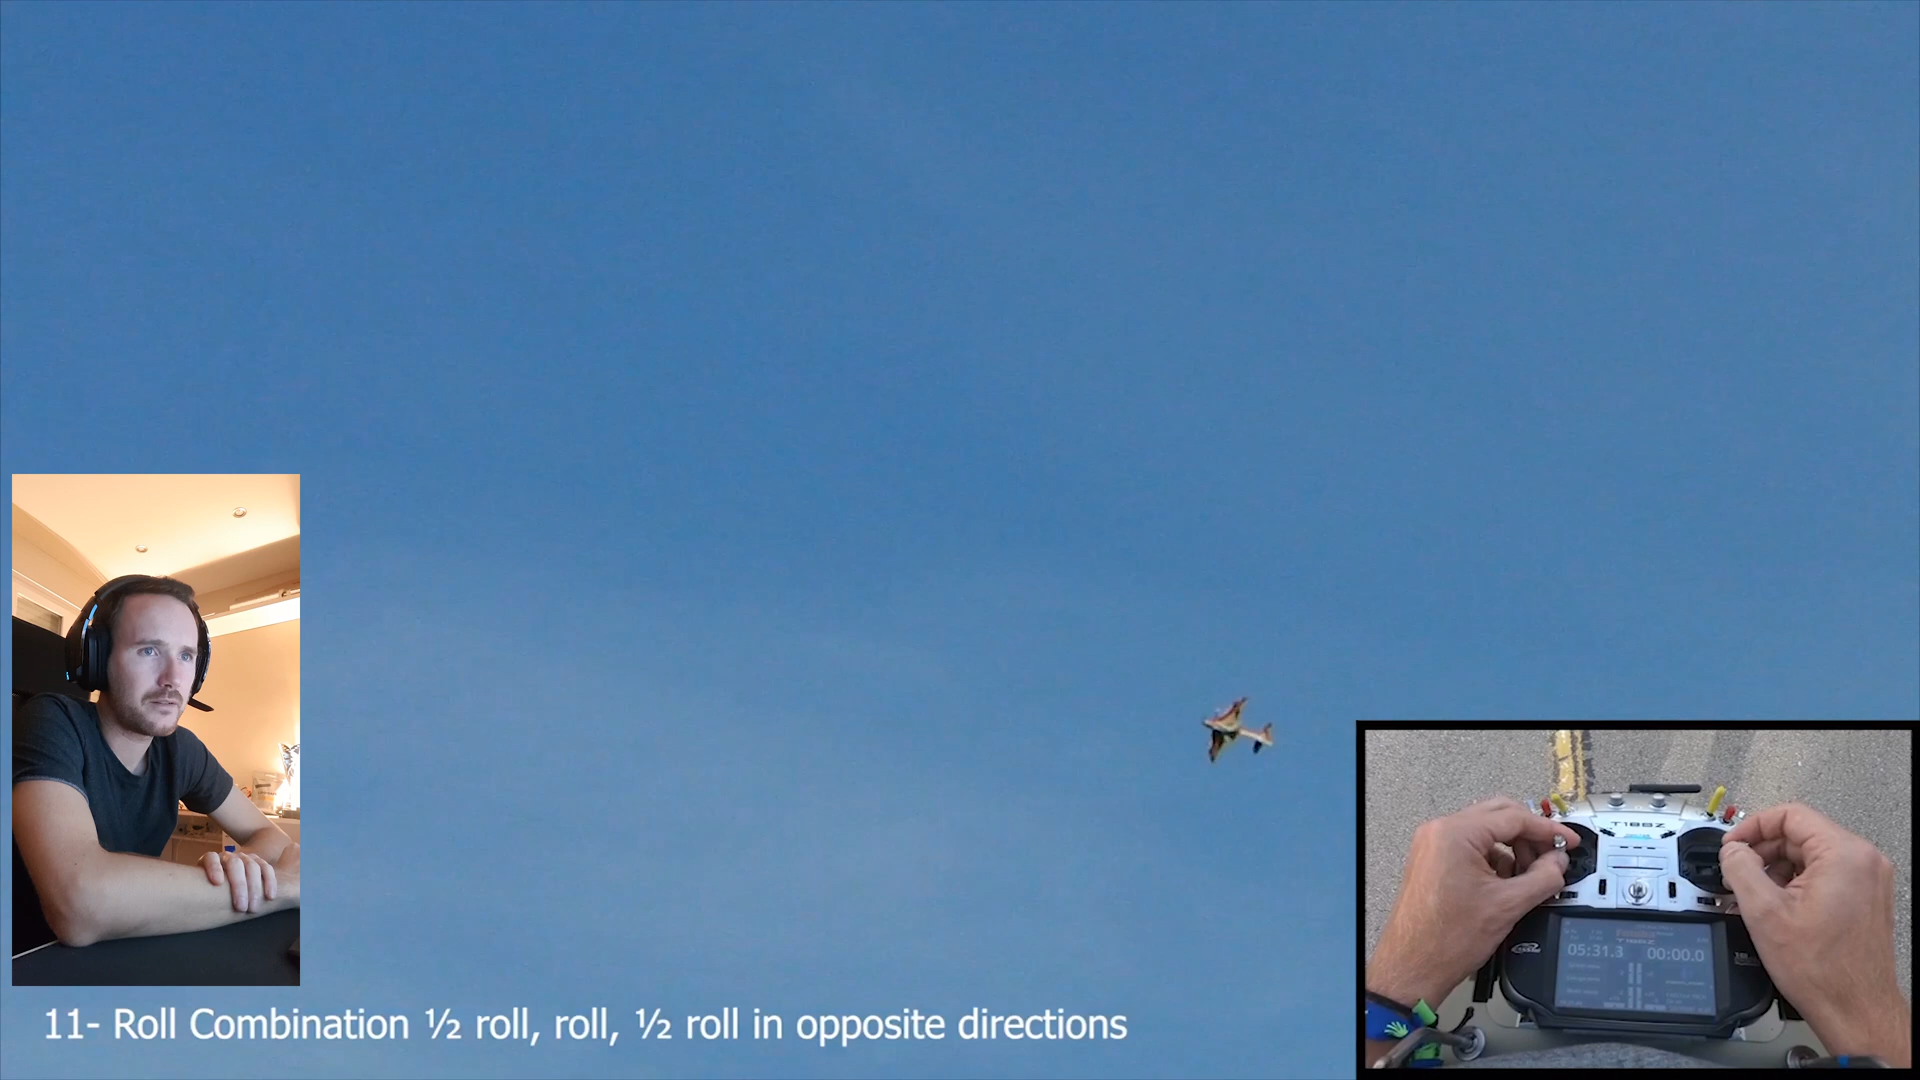 T18SZ
05:31.3 00:00.0
11- Roll Combination ½ roll, roll, ½ roll in opposite directions